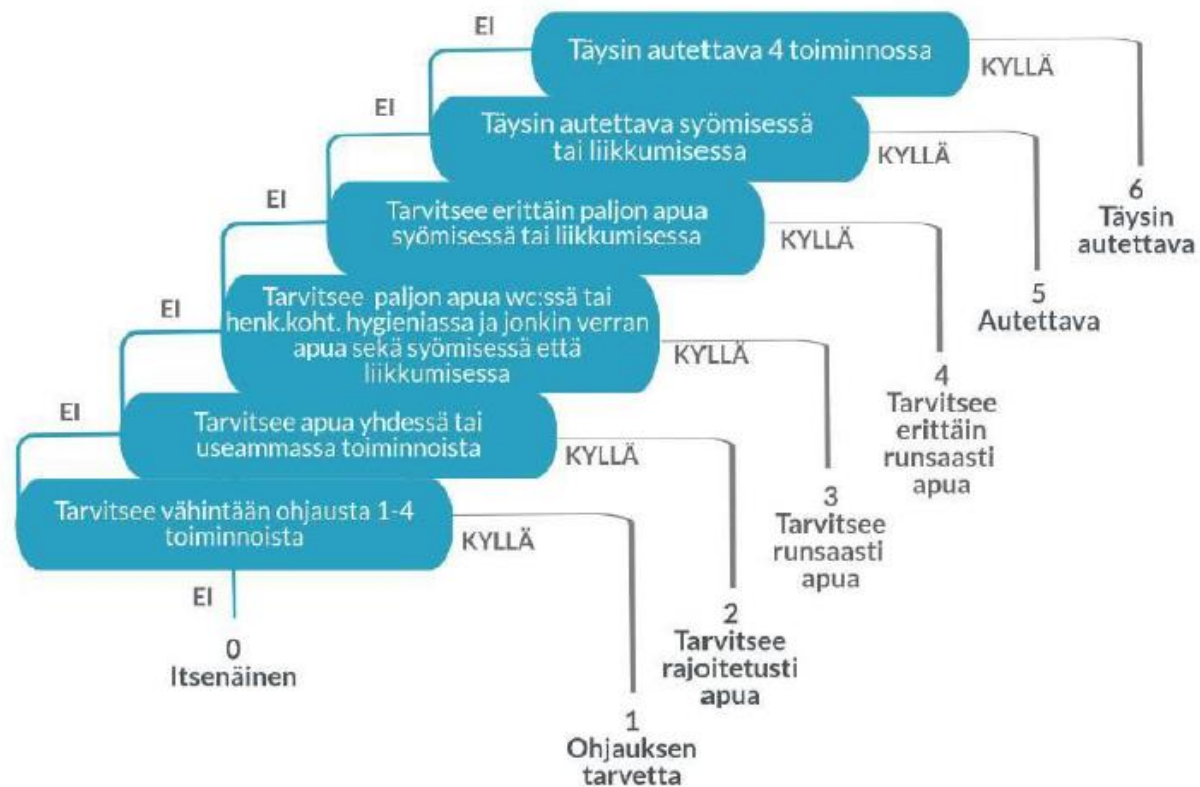 EI
Täysin autettava 4 toiminnossa
KYLLÄ
6
Täysin
autettava
EI
Täysin autettava syömisessä
tai liikkumisessa
KYLLÄ
5
Autettava
EI
Tarvitsee erittäin paljon apua
syömisessä tai liikkumisessa
KYLLÄ
4
Tarvitsee
erittäin
runsaasti
apua
EI
Tarvitsee paljon apua wc:ssä tai
henk.koht. hygieniassa ja jonkin verran
apua sekä syömisessä että
liikkumisessa
KYLLÄ
3
Tarvitsee
runsaasti
apua
EI
Tarvitsee apua yhdessä tai
useammassa toiminnoista
KYLLÄ
2
Tarvitsee
rajoitetusti
apua
Tarvitsee vähintään ohjausta 1-4
toiminnoista
KYLLÄ
1
Ohjauksen
tarvetta
EI
0
Itsenäinen